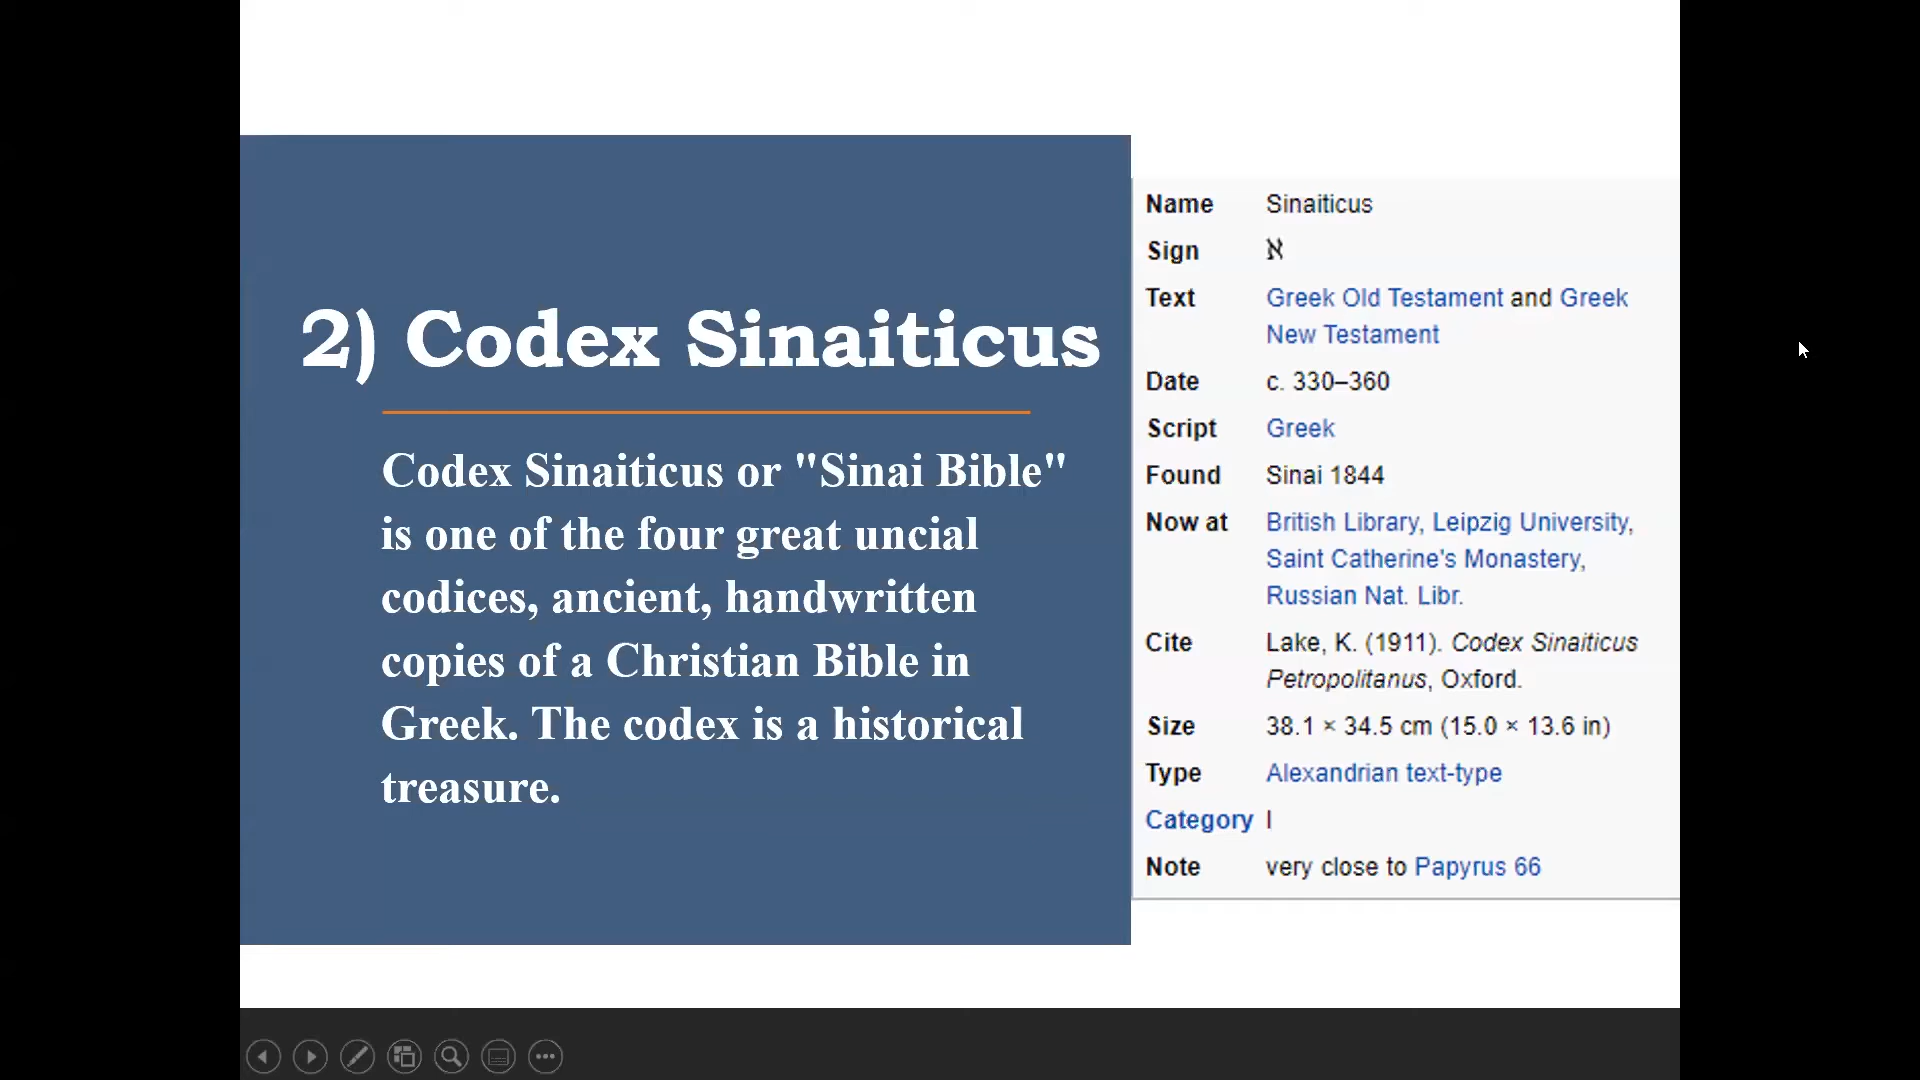 2) Codex Sinaiticus
Codex Sinaiticus or "Sinai Bible"
is one of the four great uncial
codices, ancient, handwritten
copies of a Christian Bible in
Greek. The codex is a historical
treasure.
Name Sinaiticus
Sign א
Text Greek Old Testament and Greek
New Testament
Date c. 330–360
Script Greek
Found Sinai 1844
Now at British Library, Leipzig University,
Saint Catherine's Monastery,
Russian Nat. Libr.
Cite Lake, K. (1911). Codex Sinaiticus
Petropolitanus, Oxford.
Size 38.1 × 34.5 cm (15.0 × 13.6 in)
Type Alexandrian text-type
Category I
Note very close to Papyrus 66